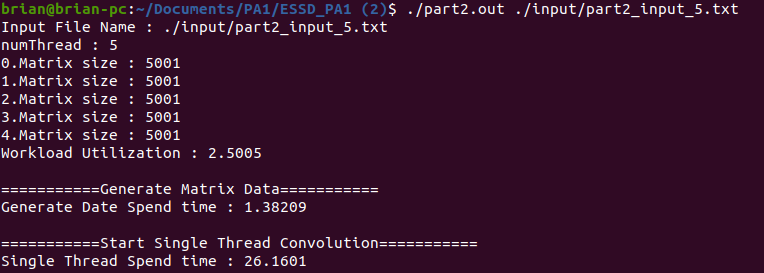 brian@brian-pc:~/Documents/PA1/ESSD_PA1 (2)$ ./part2.out ./input/part2_input_5.txt
Input File Name : ./input/part2_input_5.txt
numThread : 5
0.Matrix size : 5001
1.Matrix size : 5001
2.Matrix size : 5001
3.Matrix size : 5001
4.Matrix size : 5001
Workload Utilization : 2.5005
===========Generate Matrix Data===========
Generate Date Spend time : 1.38209
===========Start Single Thread Convolution===========
Single Thread Spend time : 26.1601